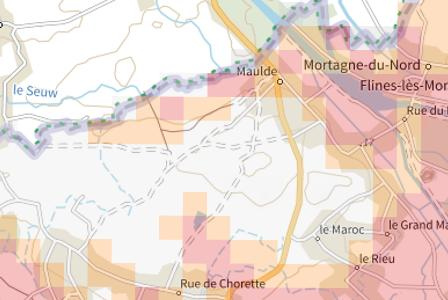 Mortagne-du-Nord
Maulde
Flines-lès-Mor
le Seuw
Rue du
le Maroc
le Grand Ma
le Rieu
Rue de Chorette